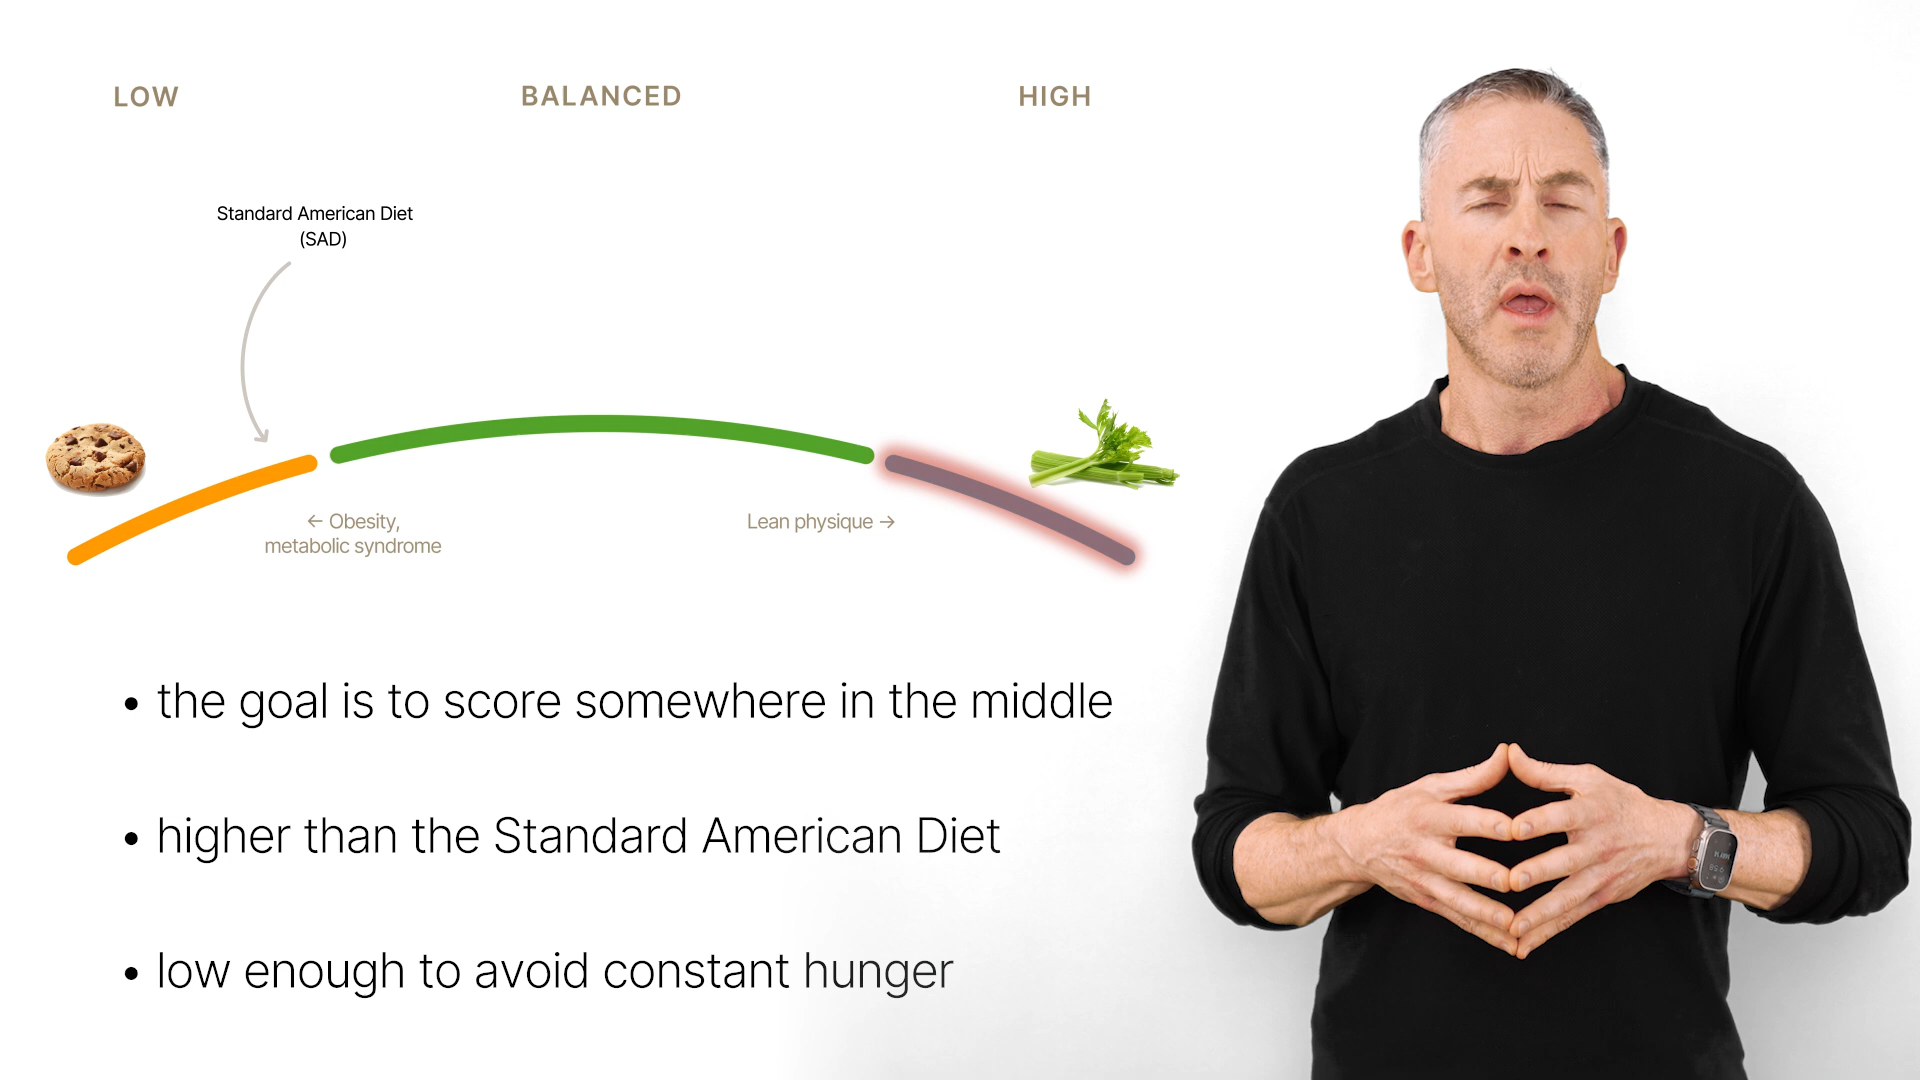 LOW
BALANCED
HIGH
Standard American Diet
(SAD)
← Obesity,
metabolic syndrome
Lean physique →
• the goal is to score somewhere in the middle
• higher than the Standard American Diet
• low enough to avoid constant hunger